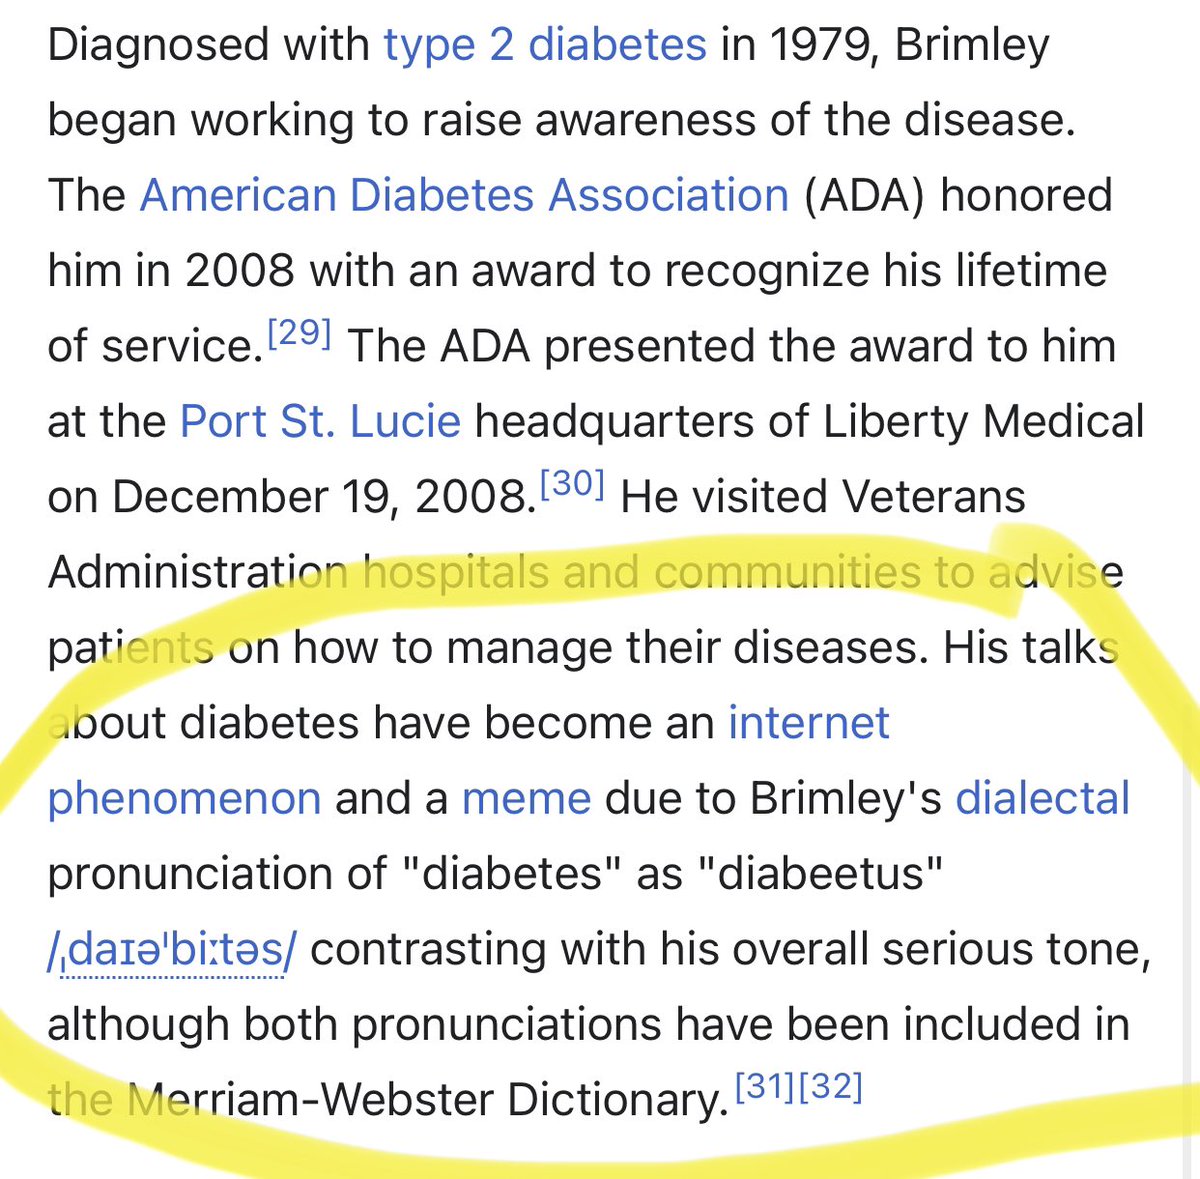 Diagnosed with type 2 diabetes in 1979, Brimley
began working to raise awareness of the disease.
The American Diabetes Association (ADA) honored
him in 2008 with an award to recognize his lifetime
of service.[29] The ADA presented the award to him
at the Port St. Lucie headquarters of Liberty Medical
on December 19, 2008.[30] He visited Veterans
Administration hospitals and communities to advise
patients on how to manage their diseases. His talks
about diabetes have become an internet
phenomenon and a meme due to Brimley's dialectal
pronunciation of "diabetes" as "diabeetus"
/ˌdaɪəˈbiːtəs/ contrasting with his overall serious tone,
although both pronunciations have been included in
the Merriam-Webster Dictionary.[31][32]